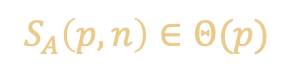 S_A(p, n) ∈ Θ(p)